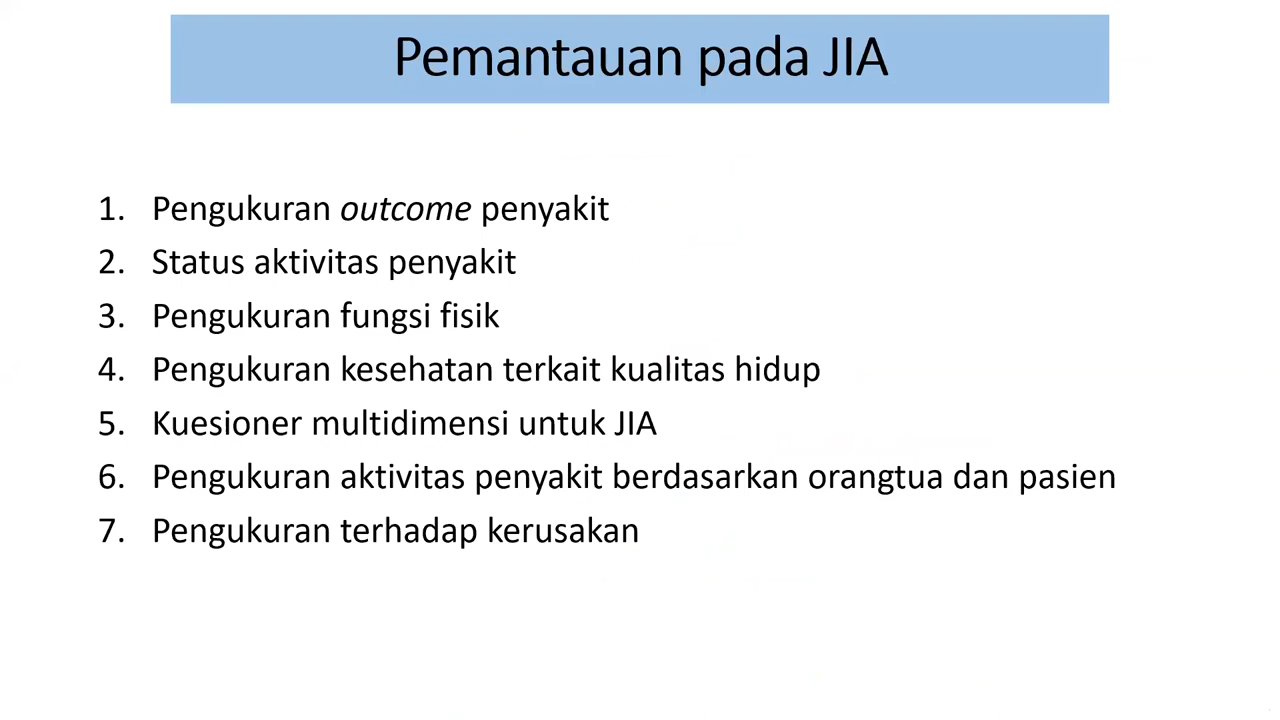 Pemantauan pada JIA
1. Pengukuran outcome penyakit
2. Status aktivitas penyakit
3. Pengukuran fungsi fisik
4. Pengukuran kesehatan terkait kualitas hidup
5. Kuesioner multidimensi untuk JIA
6. Pengukuran aktivitas penyakit berdasarkan orangtua dan pasien
7. Pengukuran terhadap kerusakan